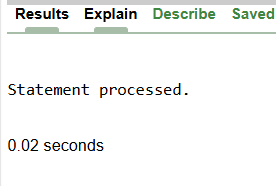 Results Explain Describe Saved
Statement processed.
0.02 seconds